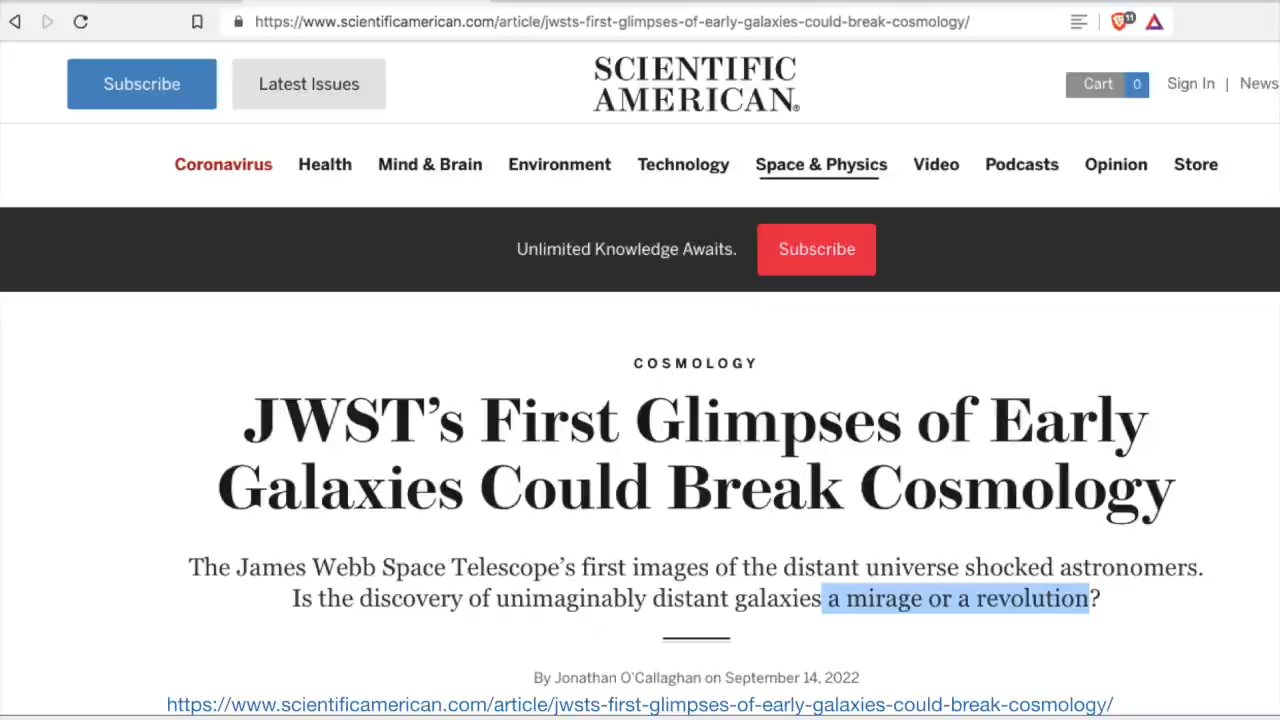 https://www.scientificamerican.com/article/jwsts-first-glimpses-of-early-galaxies-could-break-cosmology/
11
Subscribe
Latest Issues
SCIENTIFIC
AMERICAN®
Cart 0
Sign In | News
Coronavirus Health Mind & Brain Environment Technology Space & Physics Video Podcasts Opinion Store
Unlimited Knowledge Awaits. Subscribe
COSMOLOGY
JWST’s First Glimpses of Early
Galaxies Could Break Cosmology
The James Webb Space Telescope’s first images of the distant universe shocked astronomers.
Is the discovery of unimaginably distant galaxies a mirage or a revolution?
By Jonathan O’Callaghan on September 14, 2022
https://www.scientificamerican.com/article/jwsts-first-glimpses-of-early-galaxies-could-break-cosmology/